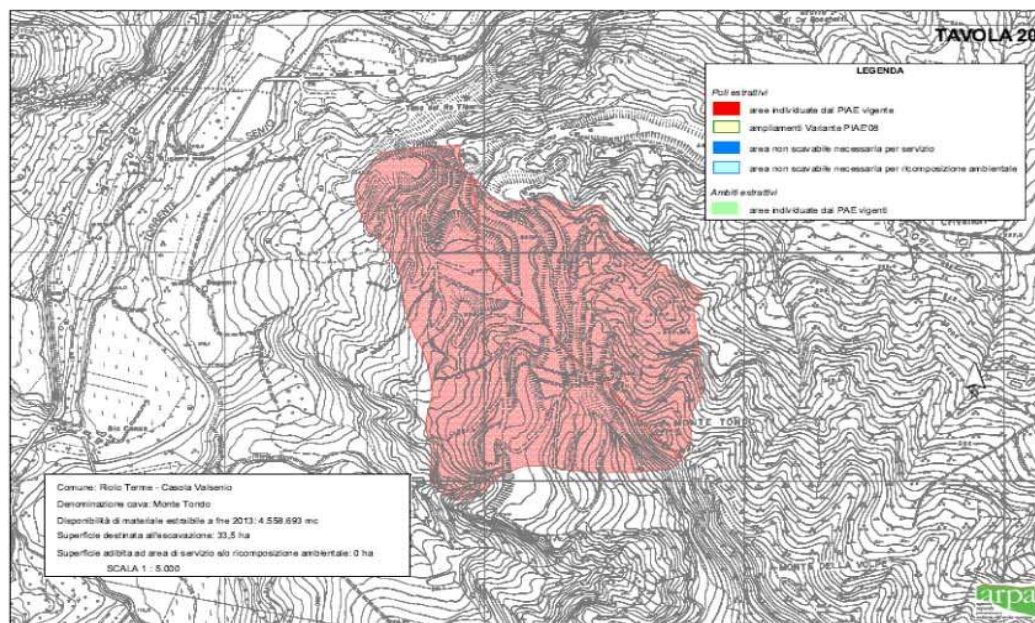 TAVOLA 20
LEGENDA
Poli estrattivi
aree individuate dal PIAE vigente
ampliamenti Variante PIAE'08
area non scavabile necessaria per servizio
area non scavabile necessaria per ricomposizione ambientale
Ambiti estrattivi
aree individuate dai PAE vigenti
SENIO
TORRENTE
MONTE
MONTE DELLA VOLPE
Comune: Riolo Terme - Casola Valsenio
Denominazione cava: Monte Tondo
Disponibilità di materiale estraibile a fine 2013: 4.558.693 mc
Superficie destinata all'escavazione: 33,5 ha
Superficie adibita ad area di servizio e/o ricomposizione ambientale: 0 ha
SCALA 1 : 5.000
arpa